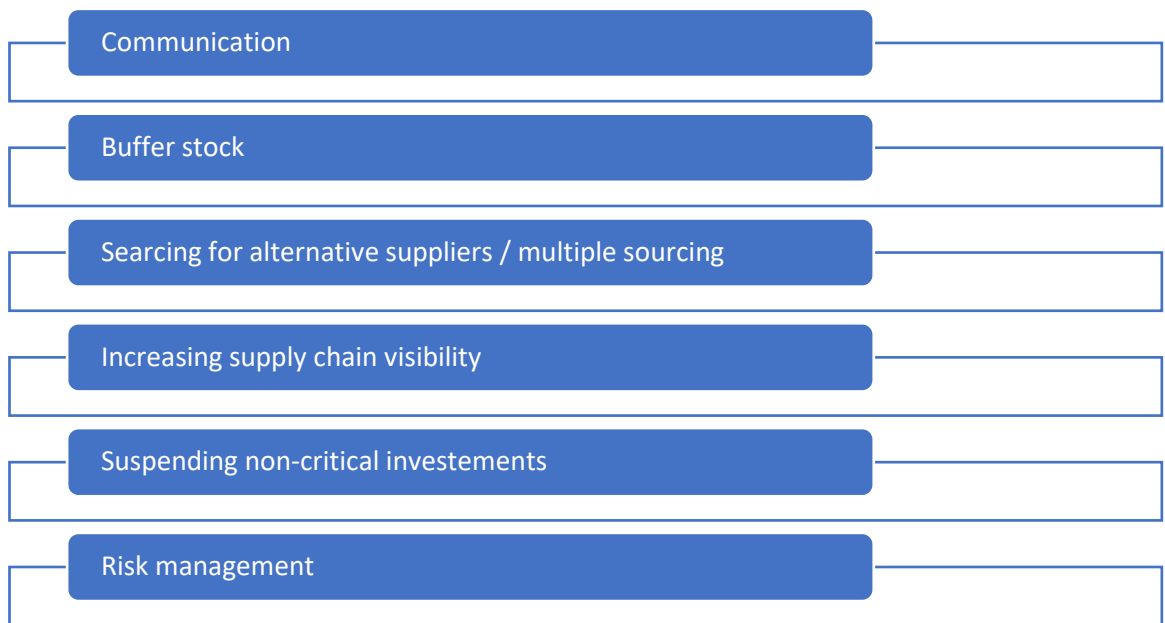 Communication
Buffer stock
Searcing for alternative suppliers / multiple sourcing
Increasing supply chain visibility
Suspending non-critical investements
Risk management